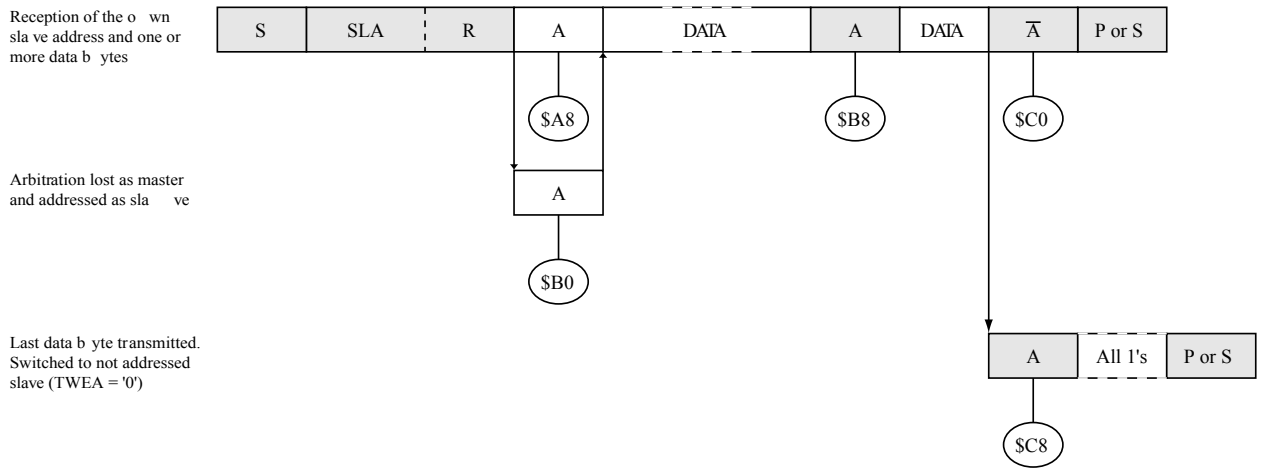 Reception of the o wn
sla ve address and one or
more data b ytes
S SLA R A DATA A DATA A̅ P or S
$A8 $B8 $C0
Arbitration lost as master
and addressed as sla ve
A
$B0
Last data b yte transmitted.
Switched to not addressed
slave (TWEA = '0')
A All 1's P or S
$C8